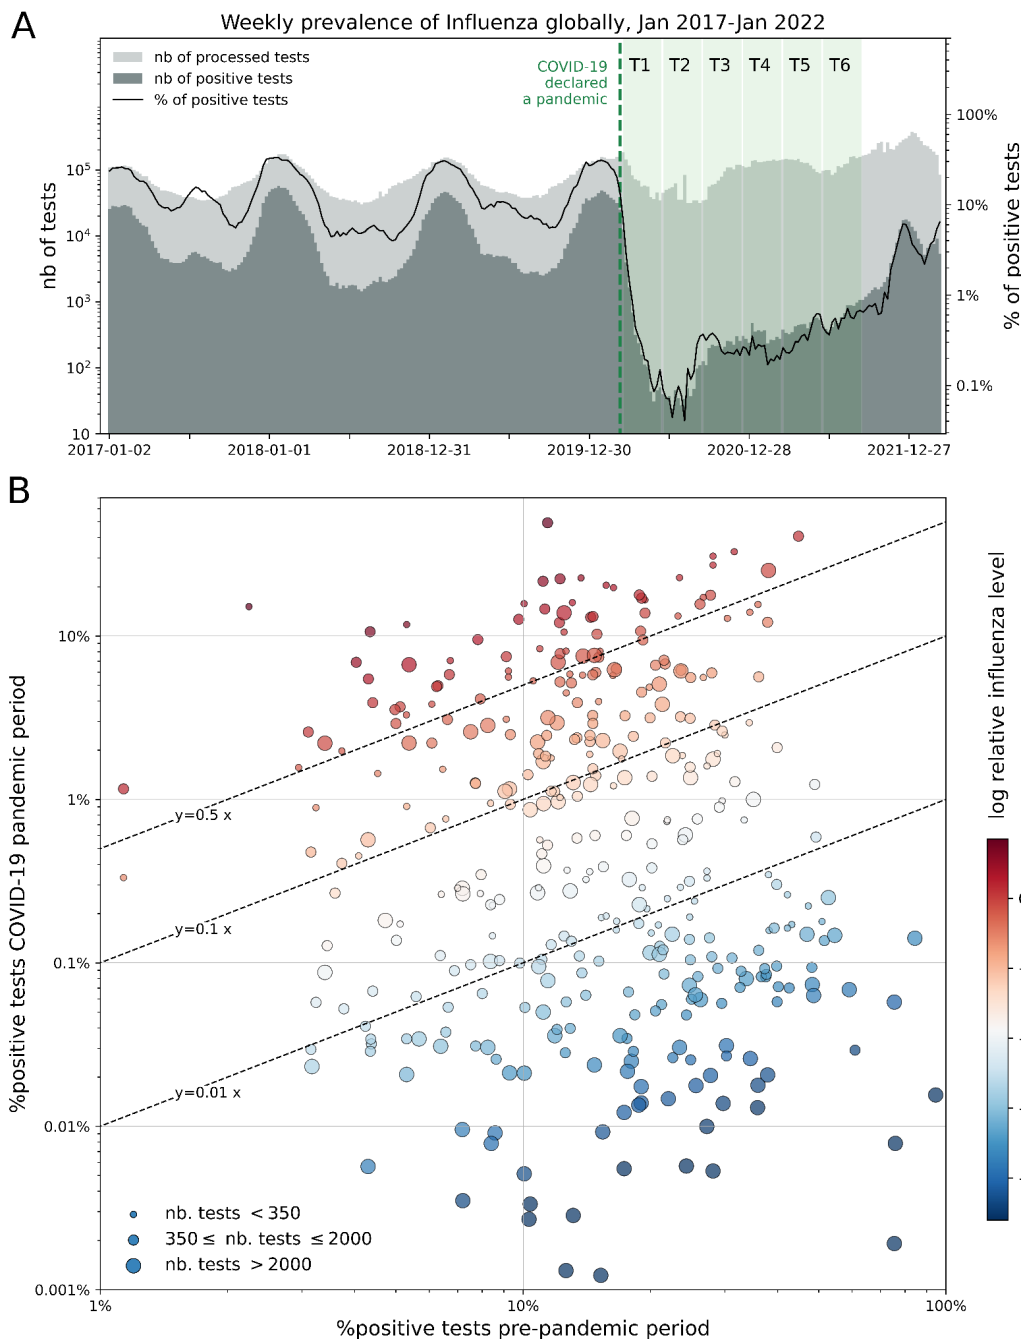 A
Weekly prevalence of Influenza globally, Jan 2017-Jan 2022
nb of processed tests
nb of positive tests
% of positive tests
COVID-19
declared
a pandemic
T1 T2 T3 T4 T5 T6
nb of tests
10⁵
10⁴
10³
10²
10
% of positive tests
100%
10%
1%
0.1%
2017-01-02 2018-01-01 2018-12-31 2019-12-30 2020-12-28 2021-12-27
B
%positive tests COVID-19 pandemic period
10%
1%
0.1%
0.01%
0.001%
y=0.5 x
y=0.1 x
y=0.01 x
nb. tests < 350
350 ≤ nb. tests ≤ 2000
nb. tests > 2000
1% 10% 100%
%positive tests pre-pandemic period
log relative influenza level